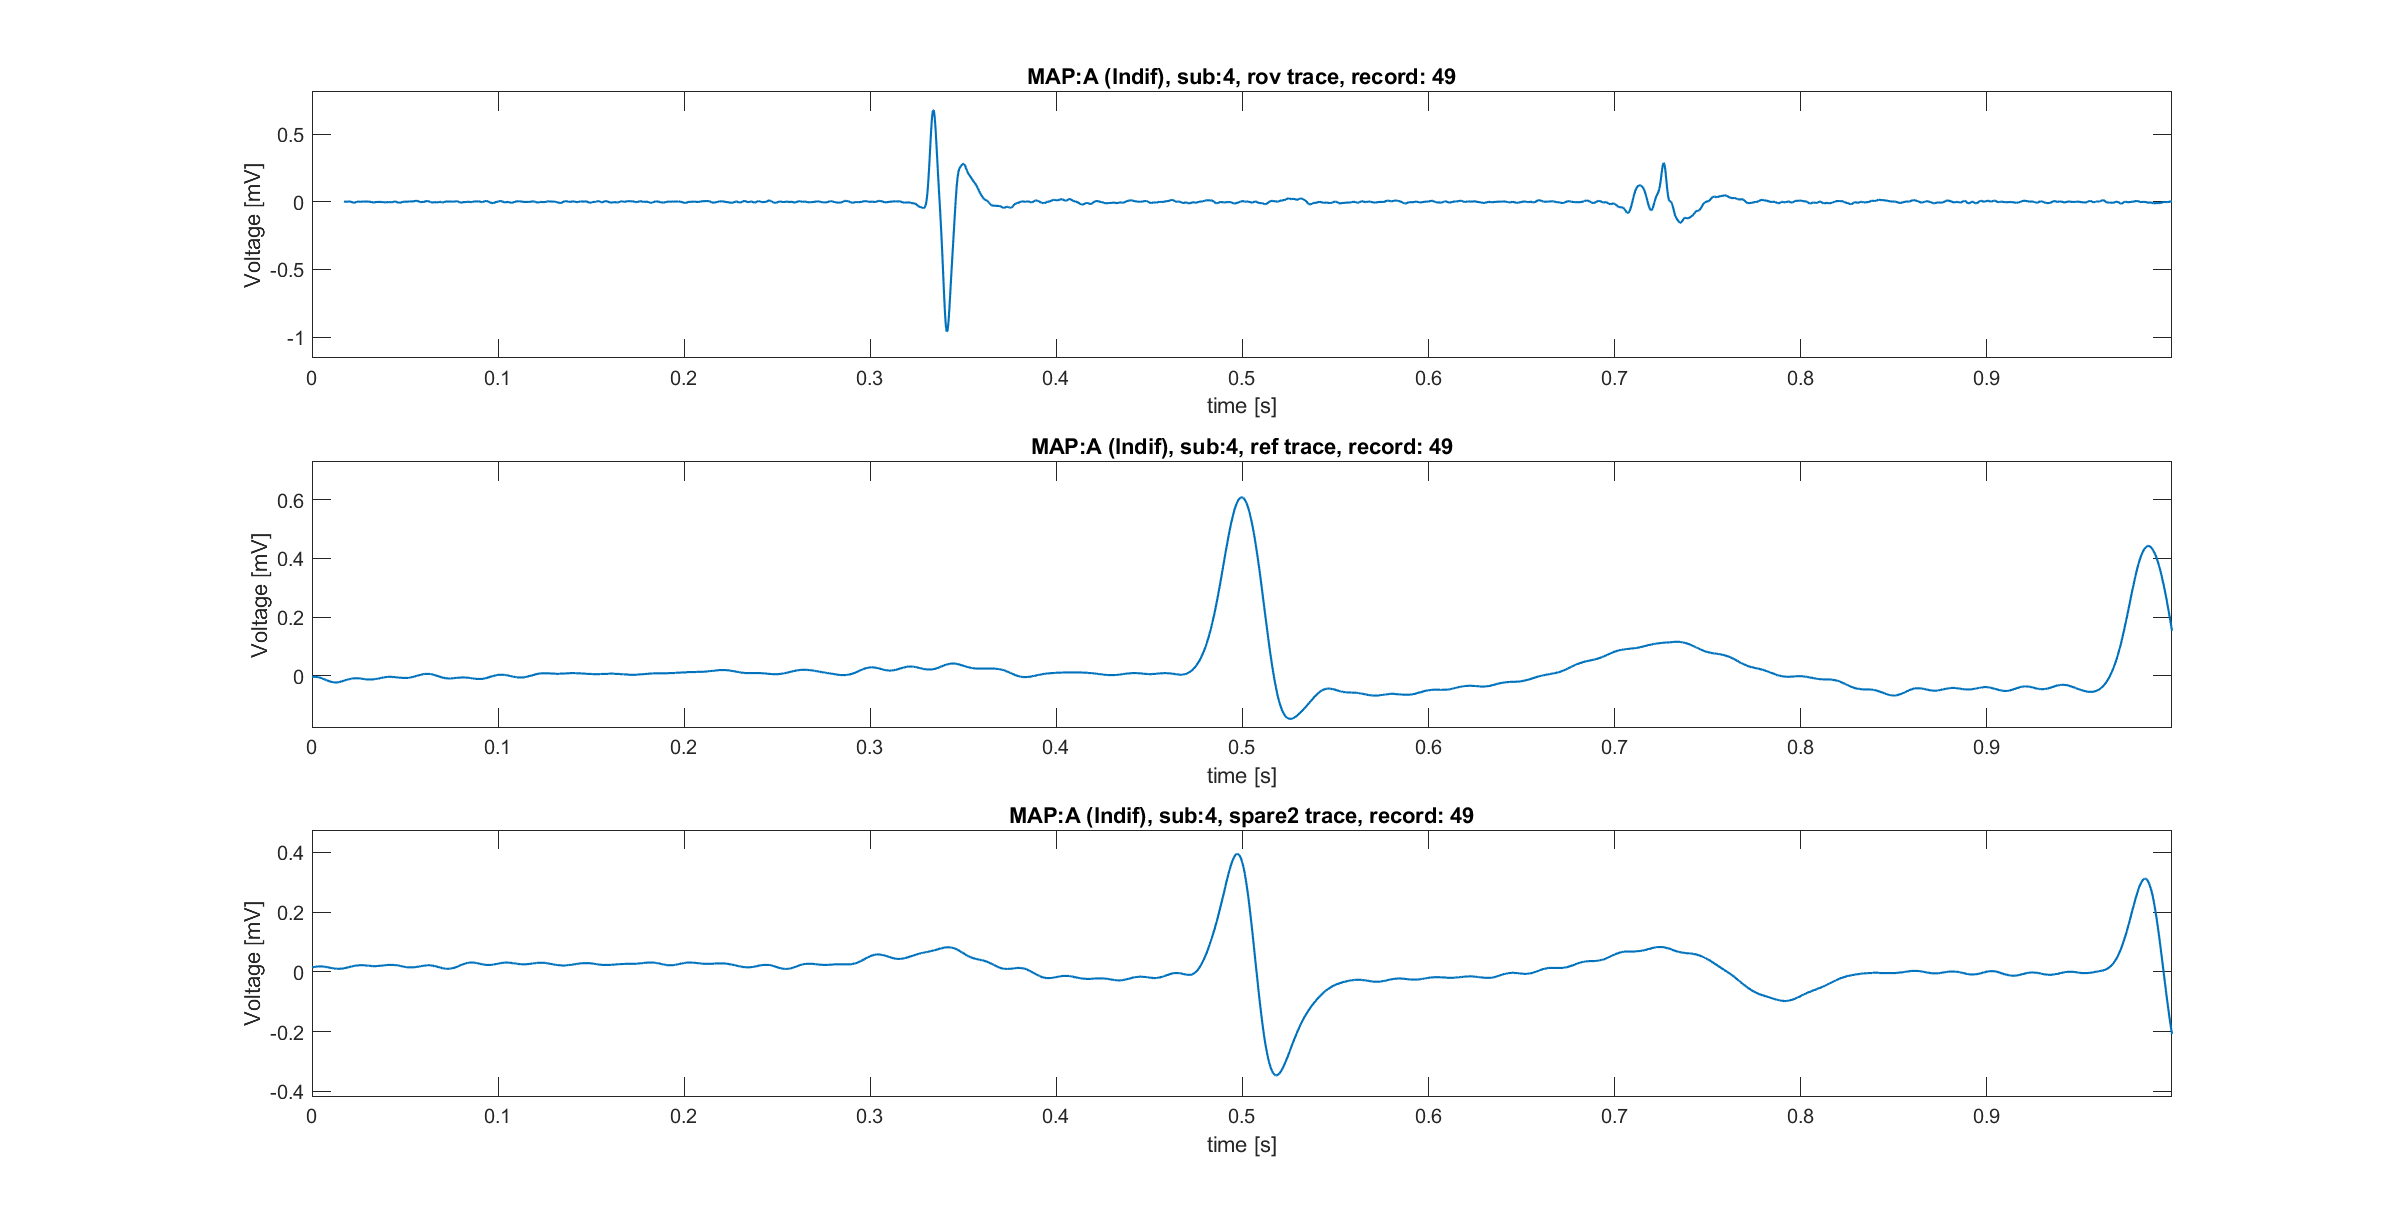 MAP:A (Indif), sub:4, rov trace, record: 49
Voltage [mV]
0.5
0
-0.5
-1
0 0.1 0.2 0.3 0.4 0.5 0.6 0.7 0.8 0.9
time [s]
MAP:A (Indif), sub:4, ref trace, record: 49
Voltage [mV]
0.6
0.4
0.2
0
0 0.1 0.2 0.3 0.4 0.5 0.6 0.7 0.8 0.9
time [s]
MAP:A (Indif), sub:4, spare2 trace, record: 49
Voltage [mV]
0.4
0.2
0
-0.2
-0.4
0 0.1 0.2 0.3 0.4 0.5 0.6 0.7 0.8 0.9
time [s]